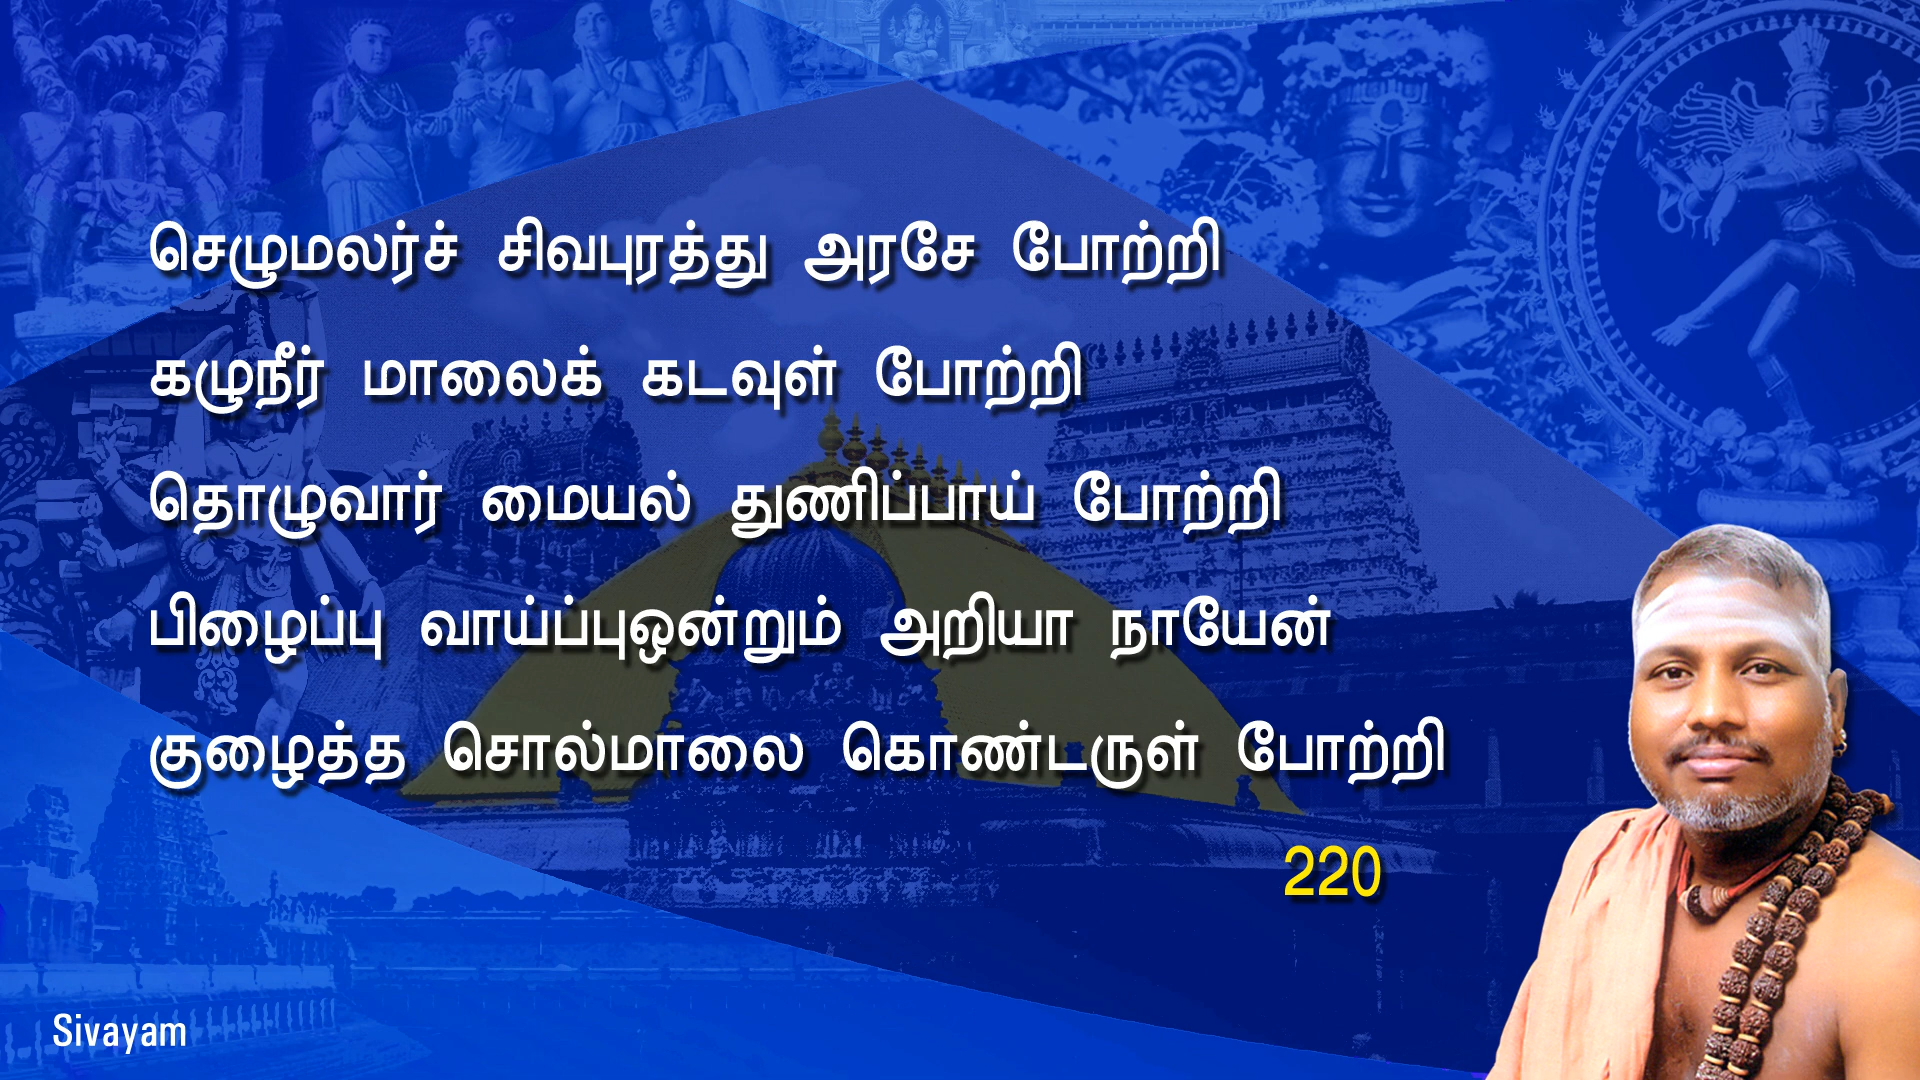 செழுமலர்ச் சிவபுரத்து அரசே போற்றி
கழுநீர் மாலைக் கடவுள் போற்றி
தொழுவார் மையல் துணிப்பாய் போற்றி
பிழைப்பு வாய்ப்புஒன்றும் அறியா நாயேன்
குழைத்த சொல்மாலை கொண்டருள் போற்றி
220
Sivayam